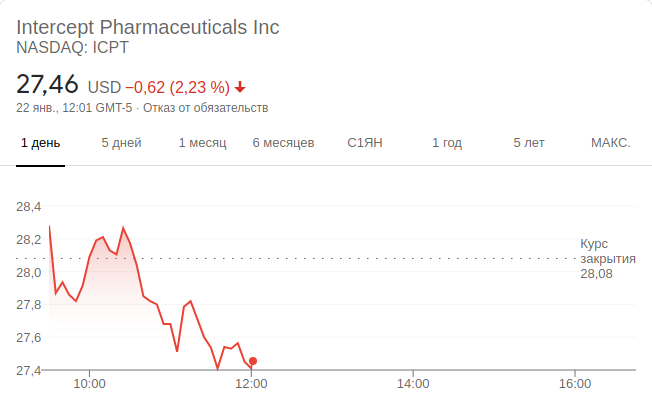 Intercept Pharmaceuticals Inc
NASDAQ: ICPT
27,46 USD −0,62 (2,23 %)
22 янв., 12:01 GMT-5 · Отказ от обязательств
1 день 5 дней 1 месяц 6 месяцев С1ЯН 1 год 5 лет МАКС.
28,4
28,2
Курс
закрытия
28,08
28,0
27,8
27,6
27,4
10:00 12:00 14:00 16:00